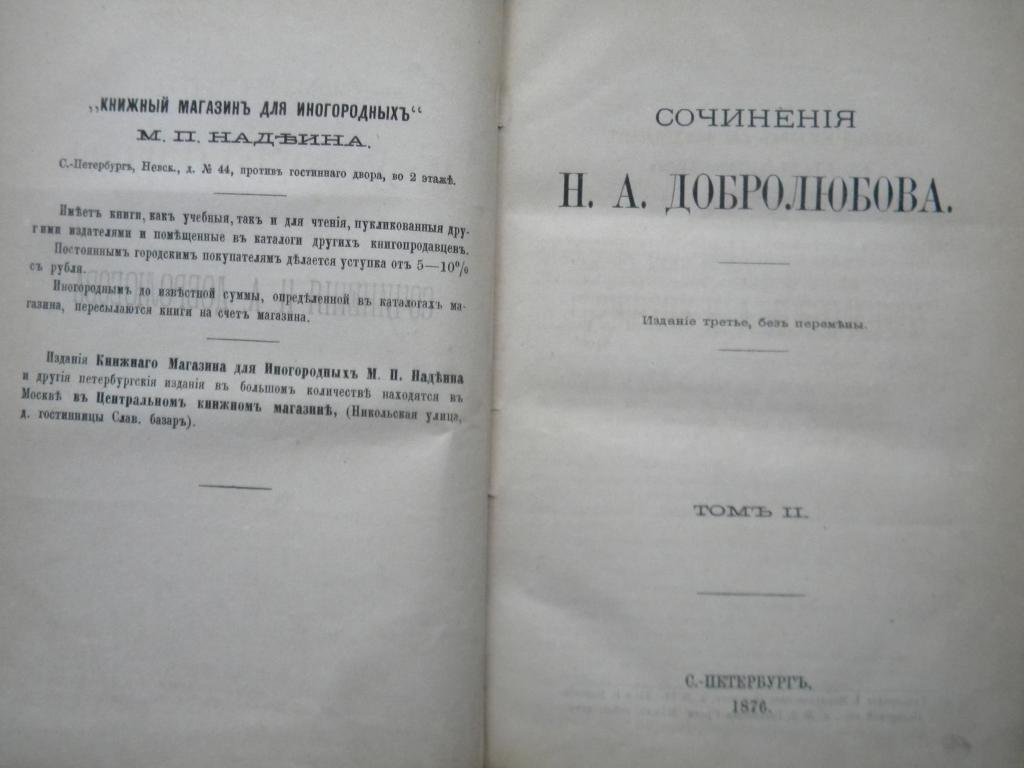 „КНИЖНЫЙ МАГАЗИНЪ ДЛЯ ИНОГОРОДНЫХЪ“
М. П. НАДѢИНА.
С.-Петербургъ, Невск., д. № 44, противъ гостиннаго двора, во 2 этажѣ.
Имѣетъ книги, какъ учебныя, такъ и для чтенія, пукликованныя дру-
гими издателями и помѣщенные въ каталоги другихъ книгопродавцевъ.
Постояннымъ городскимъ покупателямъ дѣлается уступка отъ 5—10%
съ рубля.
Иногороднымъ до извѣстной суммы, опредѣленной въ каталогахъ ма-
газина, пересылаются книги на счетъ магазина.
Изданія Книжнаго Магазина для Иногородныхъ М. П. Надѣина
и другія петербургскія изданія въ большомъ количествѣ находятся въ
Москвѣ въ Центральномъ книжномъ магазинѣ, (Никольская улица,
д. гостинницы Слав. базаръ).
СОЧИНЕНІЯ
Н. А. ДОБРОЛЮБОВА.
Изданіе третье, безъ перемѣны.
ТОМЪ II.
С.-ПЕТЕРБУРГЪ.
1876.